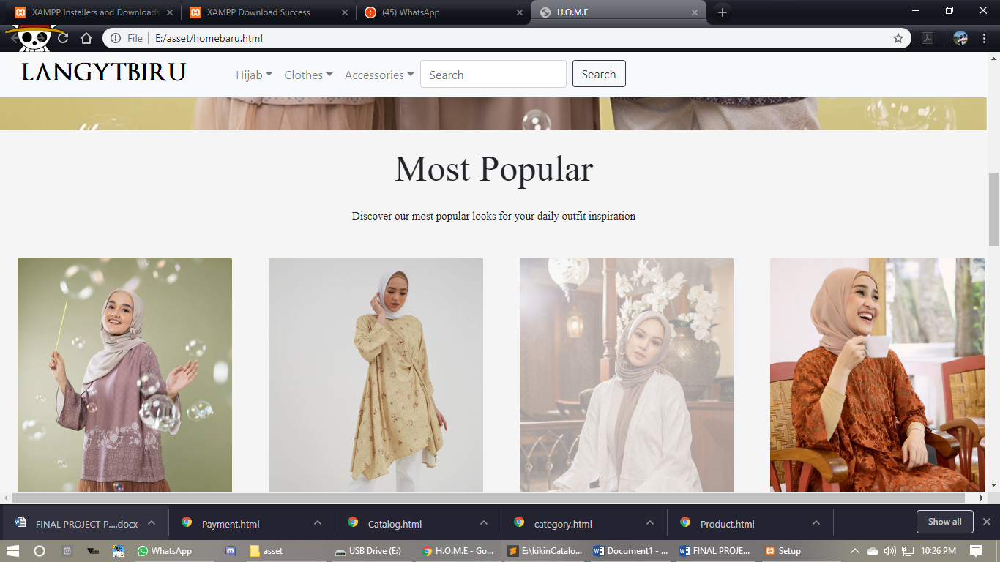 XAMPP Installers and Downloads
XAMPP Download Success
(45) WhatsApp
H.O.M.E
File
E:/asset/homebaru.html
LANGYTBIRU
Hijab
Clothes
Accessories
Search
Search
Most Popular
Discover our most popular looks for your daily outfit inspiration
FINAL PROJECT P....docx
Payment.html
Catalog.html
category.html
Product.html
Show all
WhatsApp
asset
USB Drive (E:)
H.O.M.E - Go...
E:\kikinCatalo...
Document1 - ...
FINAL PROJE...
Setup
10:26 PM